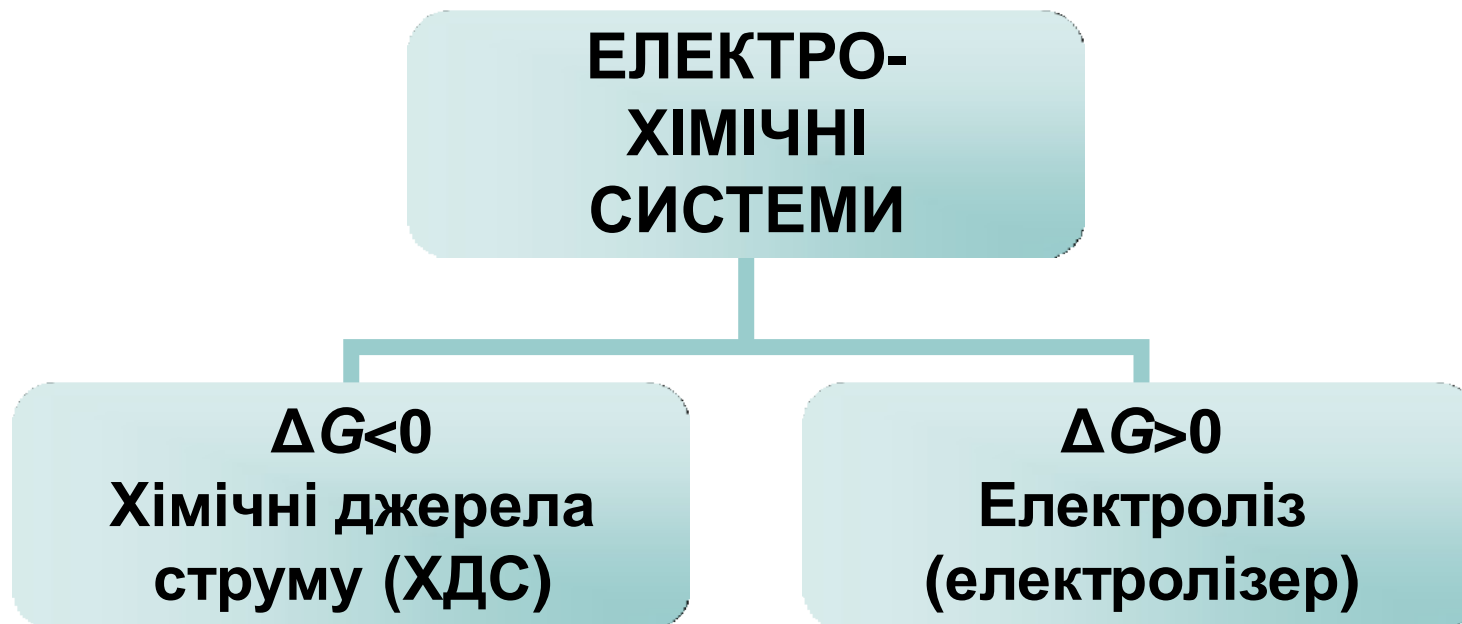 ЕЛЕКТРО-
ХІМІЧНІ
СИСТЕМИ
ΔG<0
Хімічні джерела
струму (ХДС)
ΔG>0
Електроліз
(електролізер)